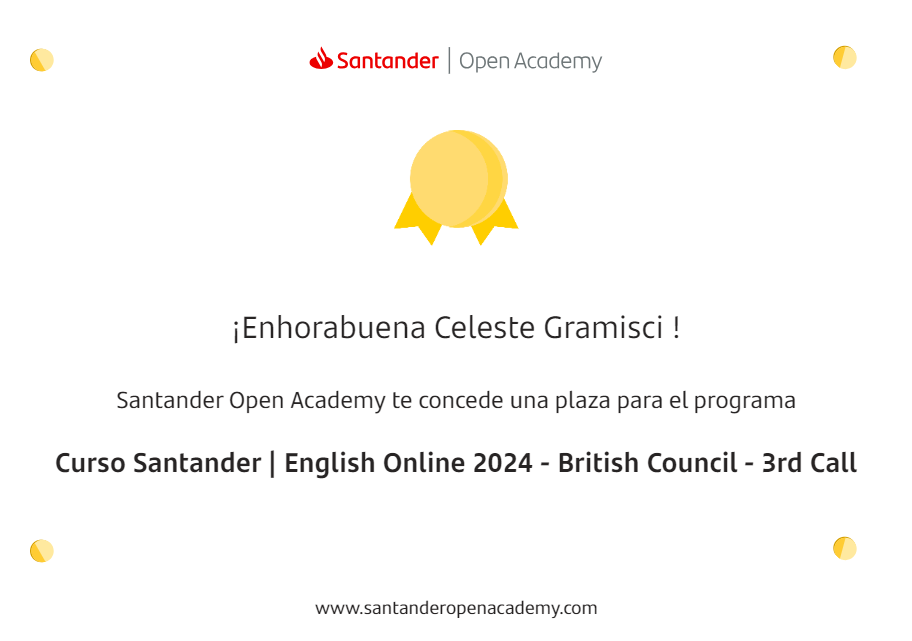 Santander | Open Academy
¡Enhorabuena Celeste Gramisci !
Santander Open Academy te concede una plaza para el programa
Curso Santander | English Online 2024 - British Council - 3rd Call
www.santanderopenacademy.com